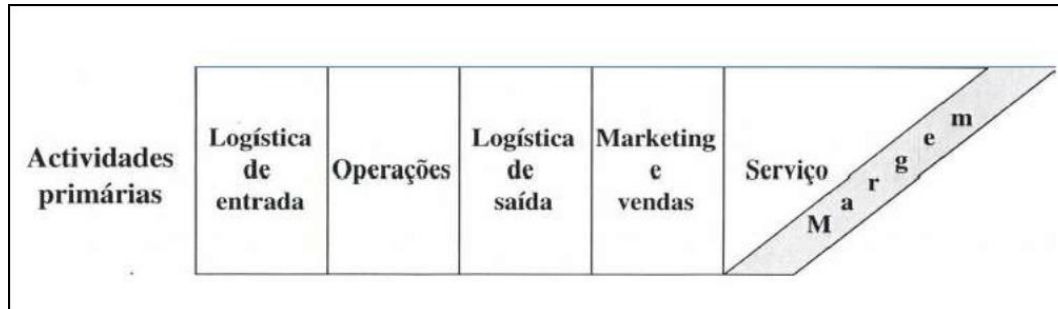 Actividades
primárias
Logística
de
entrada
Operações
Logística
de
saída
Marketing
e
vendas
Serviço
Margem